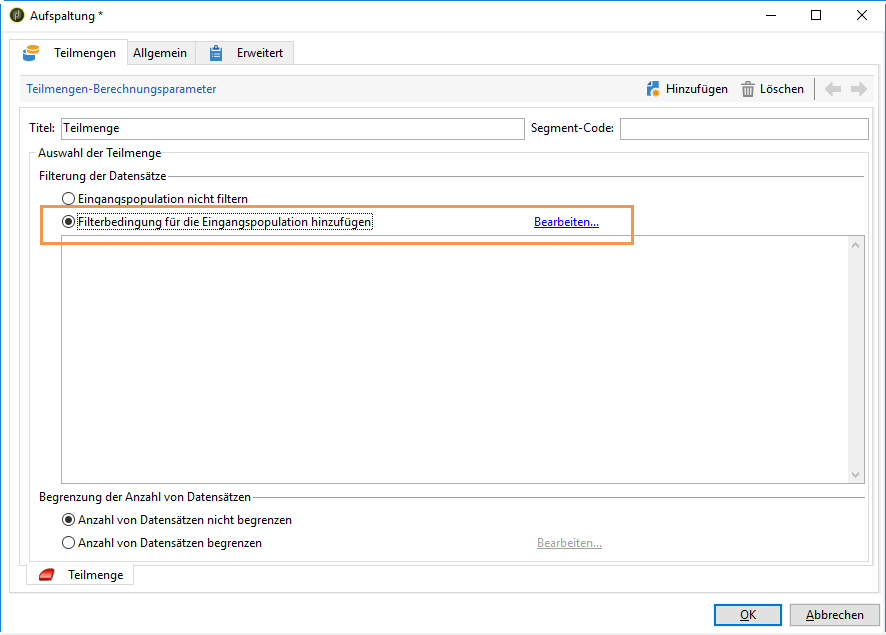 Aufspaltung *
Teilmengen Allgemein Erweitert
Teilmengen-Berechnungsparameter Hinzufügen Löschen
Titel: Teilmenge Segment-Code:
Auswahl der Teilmenge
Filterung der Datensätze
Eingangspopulation nicht filtern
Filterbedingung für die Eingangspopulation hinzufügen Bearbeiten...
Begrenzung der Anzahl von Datensätzen
Anzahl von Datensätzen nicht begrenzen
Anzahl von Datensätzen begrenzen Bearbeiten...
Teilmenge
OK Abbrechen